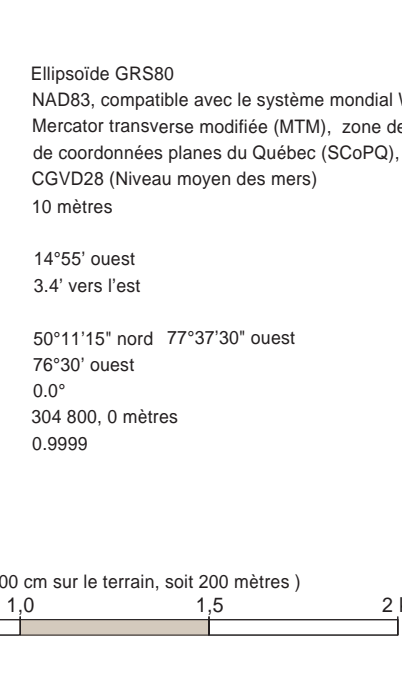 Ellipsoïde GRS80
NAD83, compatible avec le système mondial
Mercator transverse modifiée (MTM), zone de
de coordonnées planes du Québec (SCoPQ),
CGVD28 (Niveau moyen des mers)
10 mètres
14°55' ouest
3.4' vers l'est
50°11'15" nord 77°37'30" ouest
76°30' ouest
0.0°
304 800, 0 mètres
0.9999
00 cm sur le terrain, soit 200 mètres )
1,0 1,5 2